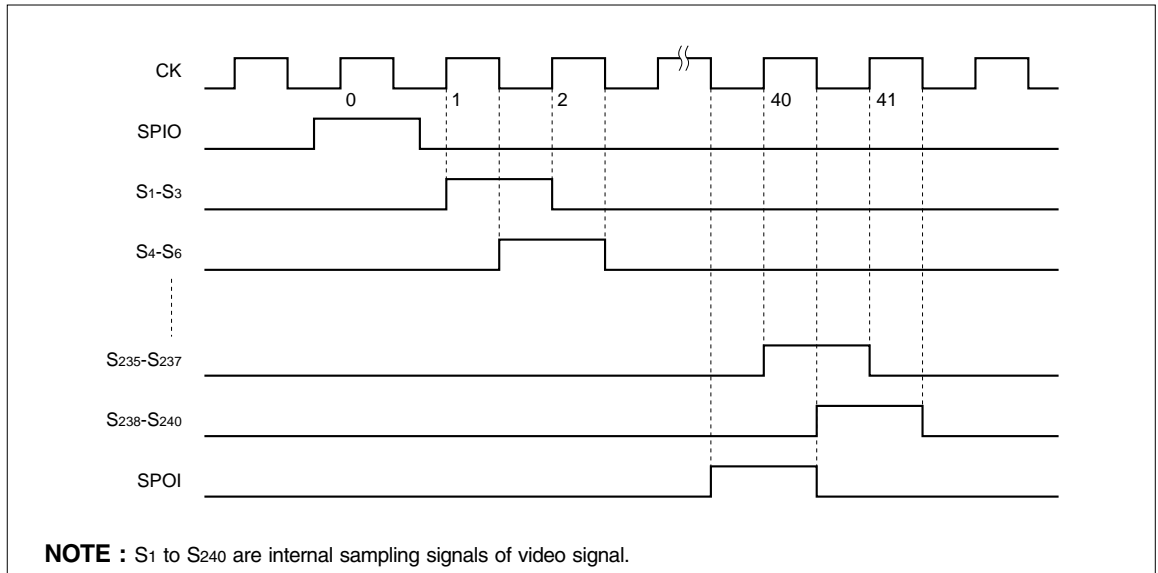 CK
0 1 2 40 41
SPIO
S1-S3
S4-S6
S235-S237
S238-S240
SPOI
NOTE : S1 to S240 are internal sampling signals of video signal.